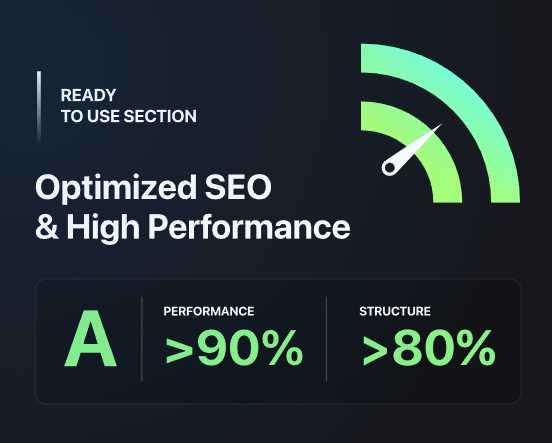 READY
TO USE SECTION
Optimized SEO
& High Performance
A
PERFORMANCE
>90%
STRUCTURE
>80%